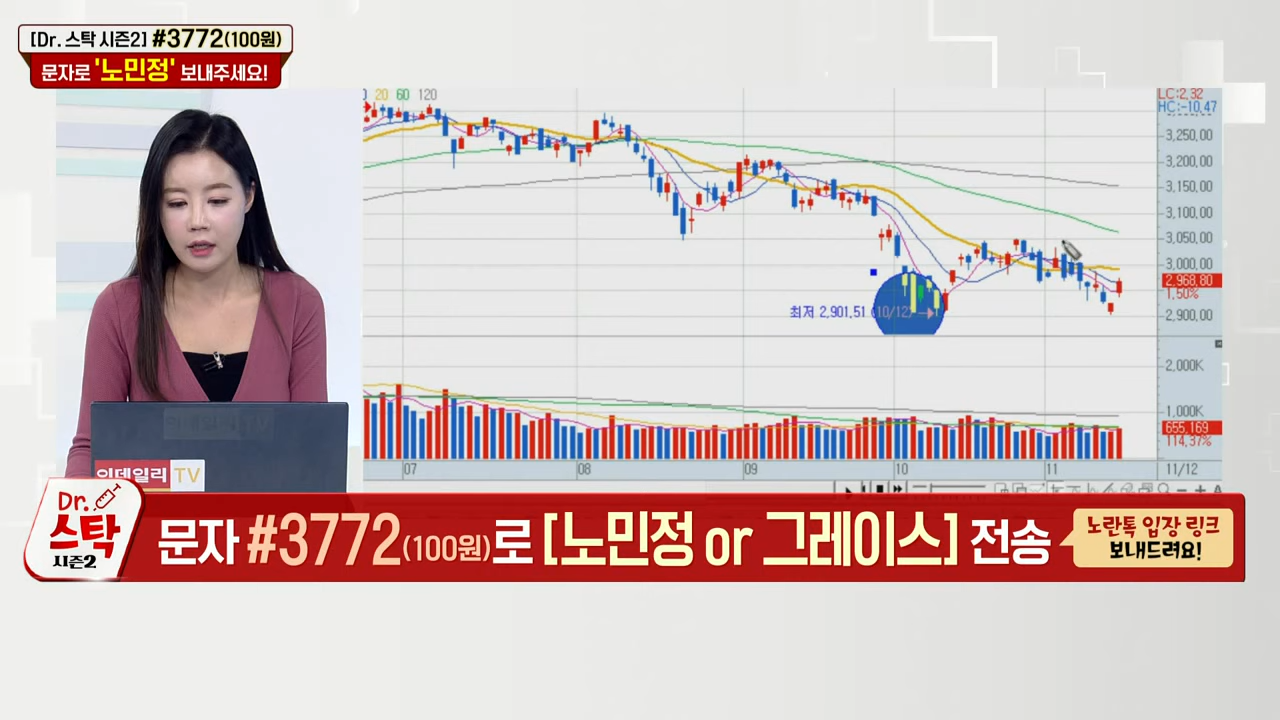 [Dr. 스탁 시즌2] #3772(100원)
문자로 '노민정' 보내주세요!
20 60 120
LC:2,32
HC:-10,47
3,250,00
3,200,00
3,150,00
3,100,00
3,050,00
3,000,00
2,968,80
1,50%
2,900,00
최저 2,901,51 (10/12)
2,000K
1,000K
655,169
114,37%
07 08 09 10 11 11/12
이데일리 TV
이데일리 TV
Dr.
스탁
시즌2
문자 #3772(100원)로 [노민정 or 그레이스] 전송
노란톡 입장 링크
보내드려요!